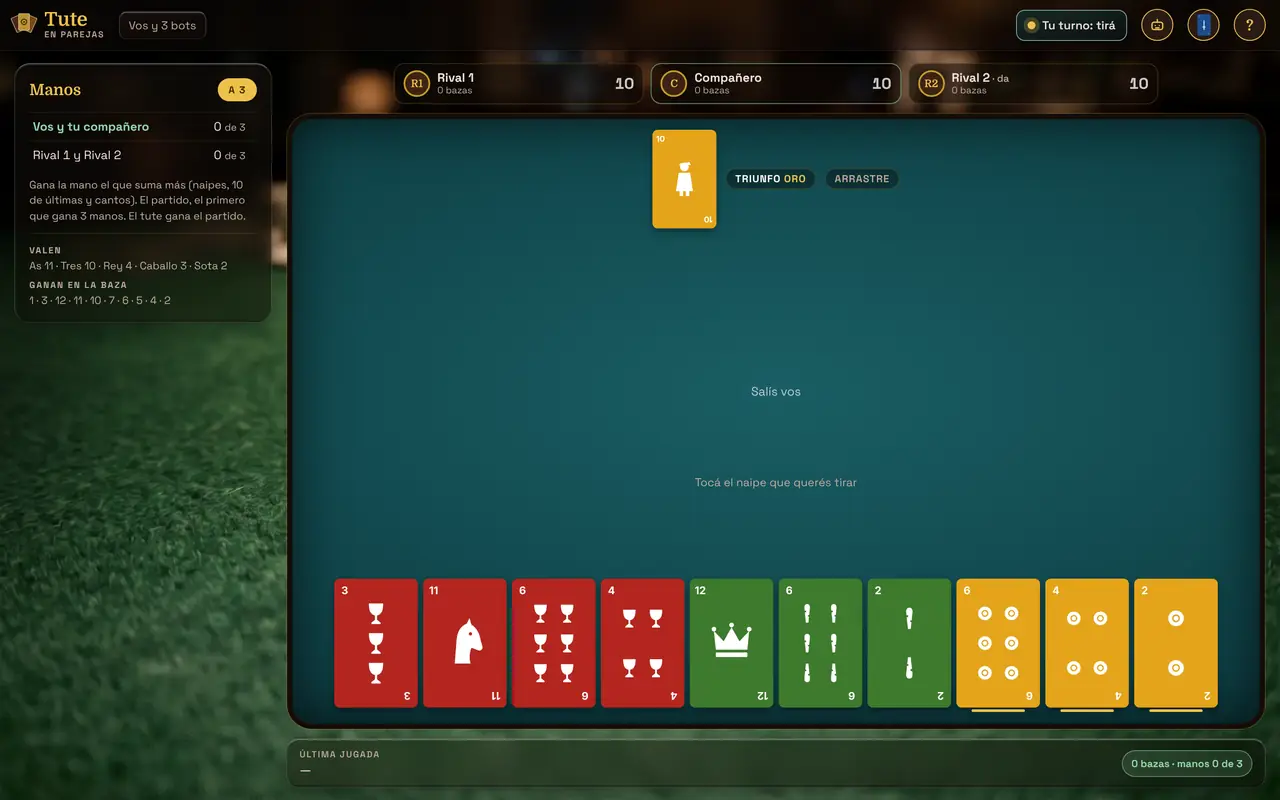 Tute
EN PAREJAS
Vos y 3 bots
Tu turno: tirá
?
Manos
A 3
Vos y tu compañero
0 de 3
Rival 1 y Rival 2
0 de 3
Gana la mano el que suma más (naipes, 10
de últimas y cantos). El partido, el primero
que gana 3 manos. El tute gana el partido.
VALEN
As 11 · Tres 10 · Rey 4 · Caballo 3 · Sota 2
GANAN EN LA BAZA
1 · 3 · 12 · 11 · 10 · 7 · 6 · 5 · 4 · 2
R1
Rival 1
0 bazas
10
C
Compañero
0 bazas
10
R2
Rival 2 · da
0 bazas
10
10
10
TRIUNFO ORO
ARRASTRE
Salís vos
Tocá el naipe que querés tirar
3
3
11
11
6
6
4
4
12
12
6
6
2
2
6
6
4
4
2
2
ÚLTIMA JUGADA
—
0 bazas · manos 0 de 3